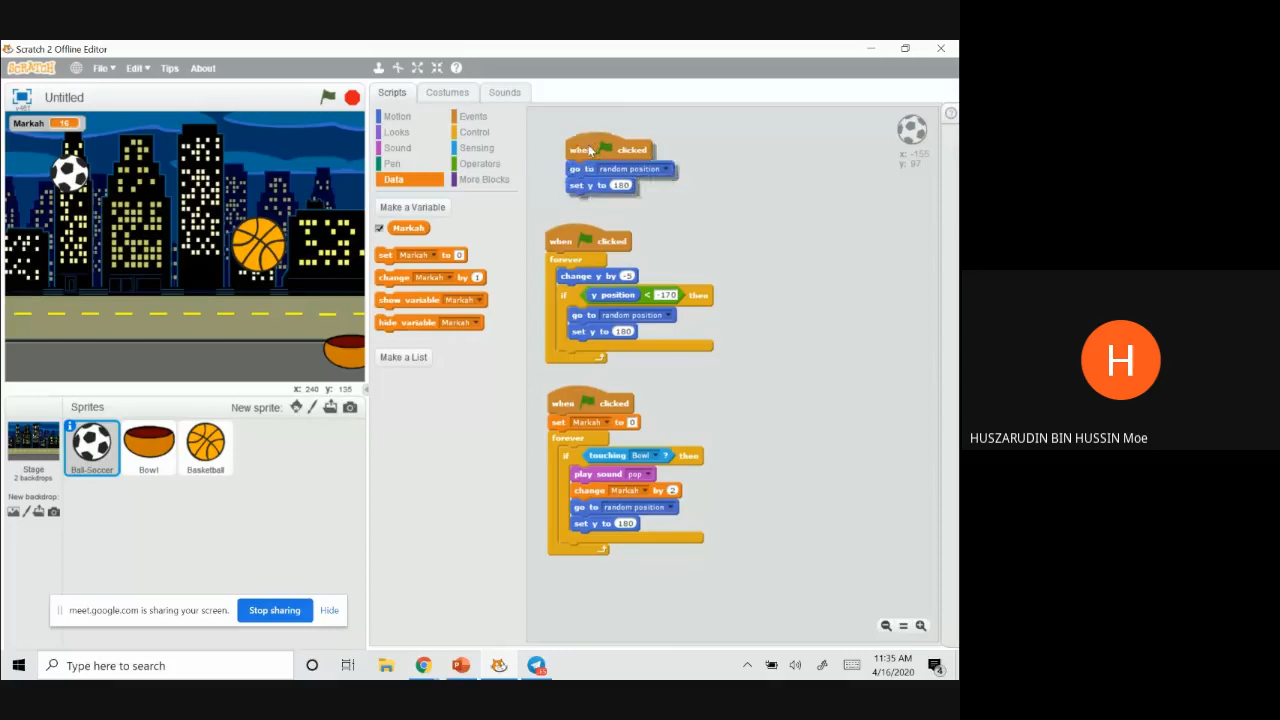 Scratch 2 Offline Editor
SCRATCH File Edit Tips About
Untitled
v461
Markah 16
x: 240 y: 135
Sprites New sprite:
Stage
2 backdrops
New backdrop:
Ball-Soccer
Bowl
Basketball
Scripts Costumes Sounds
Motion Events
Looks Control
Sound Sensing
Pen Operators
Data More Blocks
Make a Variable
Markah
set Markah to 0
change Markah by 1
show variable Markah
hide variable Markah
Make a List
when clicked
go to random position
set y to 180
x: -155
y: 97
when clicked
forever
change y by -5
if y position < -170 then
go to random position
set y to 180
when clicked
set Markah to 0
forever
if touching Bowl ? then
play sound pop
change Markah by 2
go to random position
set y to 180
meet.google.com is sharing your screen. Stop sharing Hide
Type here to search
11:35 AM
4/16/2020
4
H
HUSZARUDIN BIN HUSSIN Moe